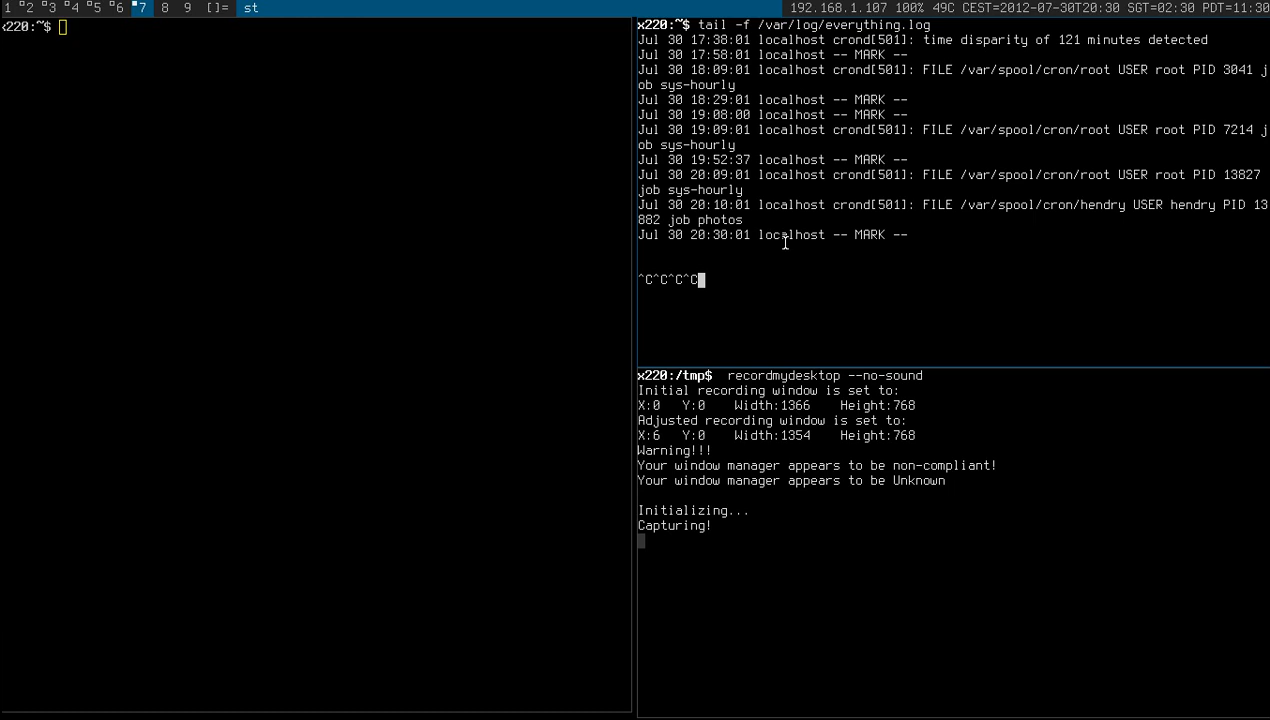 1 2 3 4 5 6 7 8 9 []= st 192.168.1.107 100% 49C CEST=2012-07-30T20:30 SGT=02:30 PDT=11:30
x220:~$
x220:~$ tail -f /var/log/everything.log
Jul 30 17:38:01 localhost crond[501]: time disparity of 121 minutes detected
Jul 30 17:58:01 localhost -- MARK --
Jul 30 18:09:01 localhost crond[501]: FILE /var/spool/cron/root USER root PID 3041 j
ob sys-hourly
Jul 30 18:29:01 localhost -- MARK --
Jul 30 19:08:00 localhost -- MARK --
Jul 30 19:09:01 localhost crond[501]: FILE /var/spool/cron/root USER root PID 7214 j
ob sys-hourly
Jul 30 19:52:37 localhost -- MARK --
Jul 30 20:09:01 localhost crond[501]: FILE /var/spool/cron/root USER root PID 13827
job sys-hourly
Jul 30 20:10:01 localhost crond[501]: FILE /var/spool/cron/hendry USER hendry PID 13
882 job photos
Jul 30 20:30:01 localhost -- MARK --
^C^C^C^C
x220:/tmp$ recordmydesktop --no-sound
Initial recording window is set to:
X:0 Y:0 Width:1366 Height:768
Adjusted recording window is set to:
X:6 Y:0 Width:1354 Height:768
Warning!!!
Your window manager appears to be non-compliant!
Your window manager appears to be Unknown
Initializing...
Capturing!